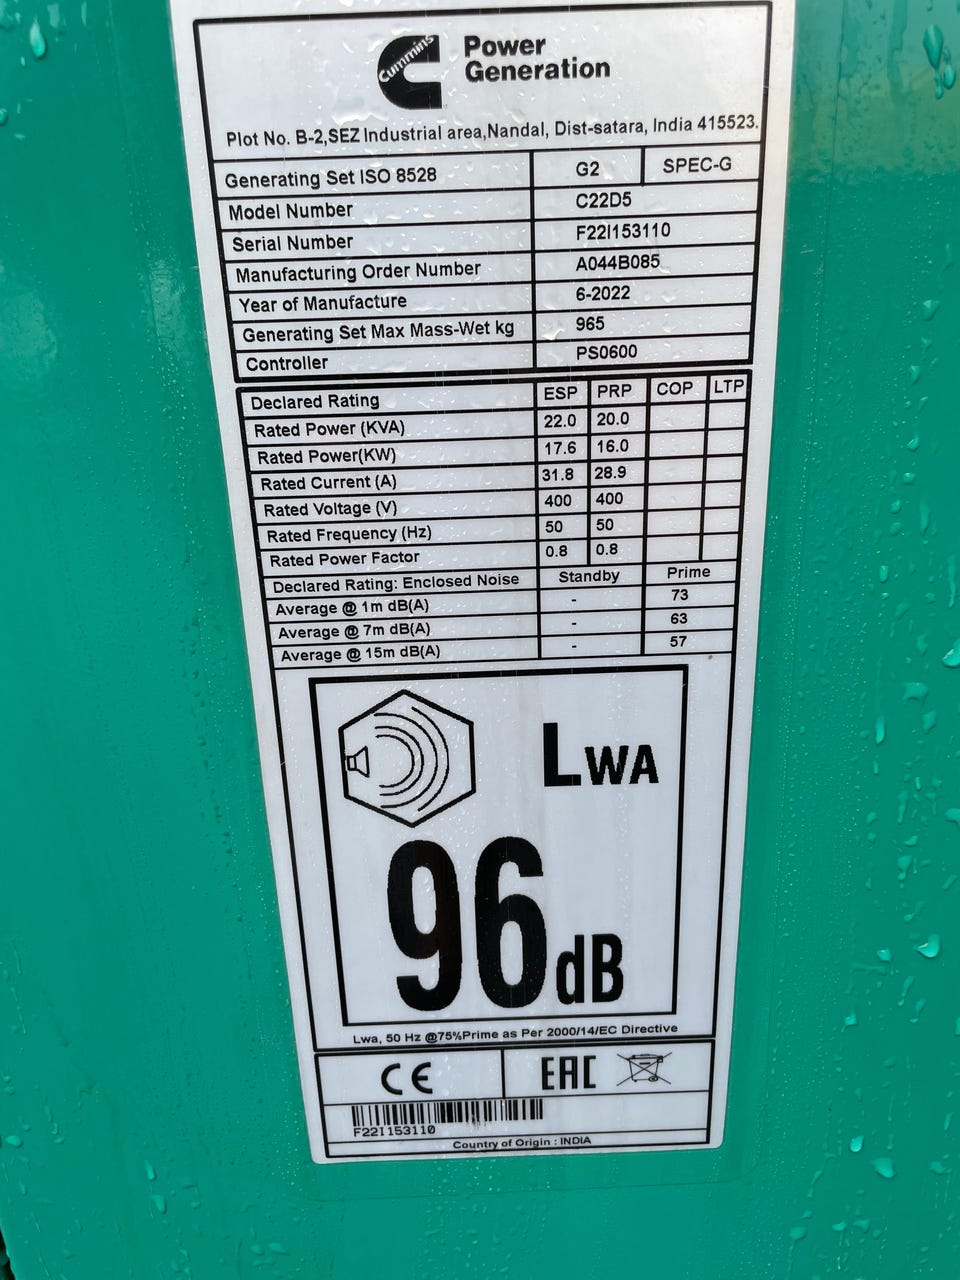 Cummins
Power
Generation
Plot No. B-2,SEZ Industrial area,Nandal, Dist-satara, India 415523.
Generating Set ISO 8528 G2 SPEC-G
Model Number C22D5
Serial Number F22I153110
Manufacturing Order Number A044B085
Year of Manufacture 6-2022
Generating Set Max Mass-Wet kg 965
Controller PS0600
Declared Rating ESP PRP COP LTP
Rated Power (KVA) 22.0 20.0
Rated Power(KW) 17.6 16.0
Rated Current (A) 31.8 28.9
Rated Voltage (V) 400 400
Rated Frequency (Hz) 50 50
Rated Power Factor 0.8 0.8
Declared Rating: Enclosed Noise Standby Prime
Average @ 1m dB(A) - 73
Average @ 7m dB(A) - 63
Average @ 15m dB(A) - 57
LWA
96dB
Lwa, 50 Hz @75%Prime as Per 2000/14/EC Directive
CE EAC
F22I153110
Country of Origin : INDIA